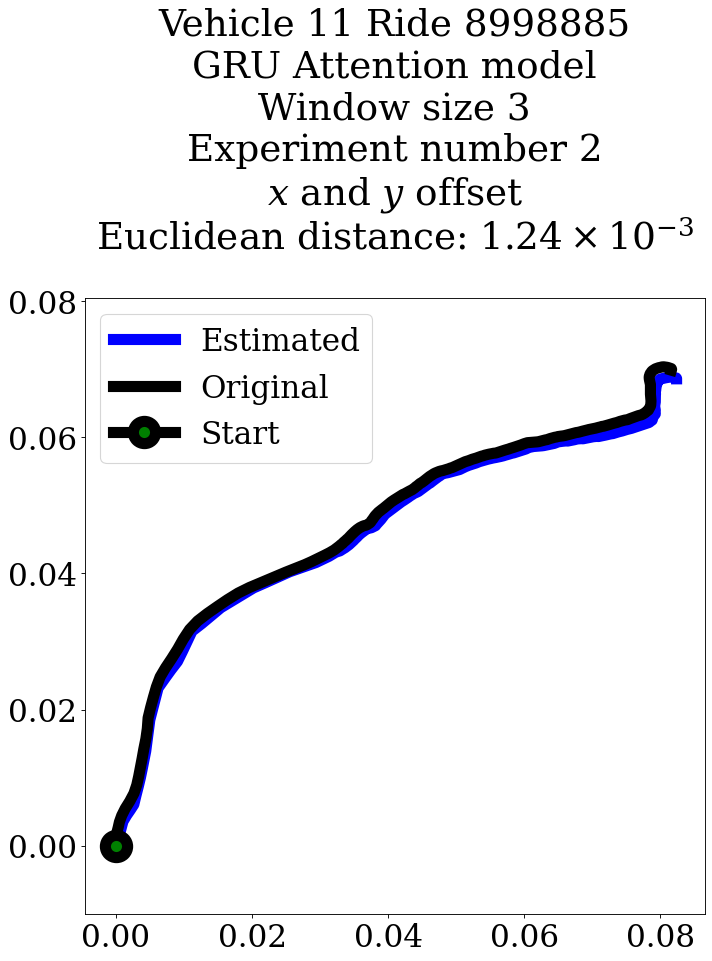 Vehicle 11 Ride 8998885
GRU Attention model
Window size 3
Experiment number 2
x and y offset
Euclidean distance: 1.24 × 10⁻³
0.08
0.06
0.04
0.02
0.00
Estimated
Original
Start
0.00 0.02 0.04 0.06 0.08